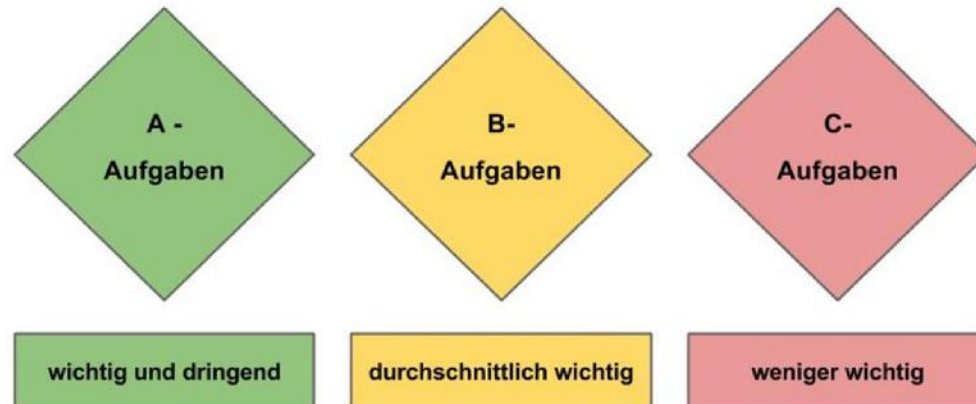 A -
Aufgaben
B-
Aufgaben
C-
Aufgaben
wichtig und dringend
durchschnittlich wichtig
weniger wichtig